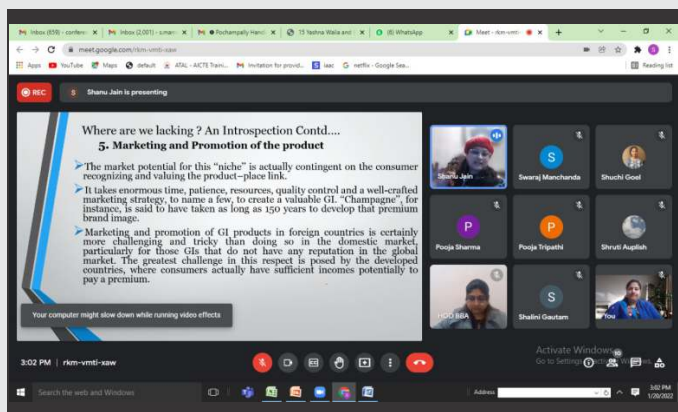 Inbox (659) - conferen
Inbox (2,001) - s.man
Pochampally Hand
15 Yashna Walia and
(6) WhatsApp
Meet - rkm-vmti-
meet.google.com/rkm-vmti-xaw
Apps
YouTube
Maps
default
ATAL - AICTE Traini...
Invitation for provid...
iaac
netflix - Google Sea...
Reading list
REC
S
Shanu Jain is presenting
Where are we lacking ? An Introspection Contd....
5. Marketing and Promotion of the product
The market potential for this "niche" is actually contingent on the consumer
recognizing and valuing the product–place link.
It takes enormous time, patience, resources, quality control and a well-crafted
marketing strategy, to name a few, to create a valuable GI. "Champagne", for
instance, is said to have taken as long as 150 years to develop that premium
brand image.
Marketing and promotion of GI products in foreign countries is certainly
more challenging and tricky than doing so in the domestic market,
particularly for those GIs that do not have any reputation in the global
market. The greatest challenge in this respect is posed by the developed
countries, where consumers actually have sufficient incomes potentially to
pay a premium.
Your computer might slow down while running video effects
Shanu Jain
S
Swaraj Manchanda
Shuchi Goel
P
Pooja Sharma
P
Pooja Tripathi
Shruti Auplish
HOD BBA
S
Shalini Gautam
You
Activate Windows
Go to Settings
3:02 PM | rkm-vmti-xaw
Search the web and Windows
Address
3:02 PM
1/20/2022